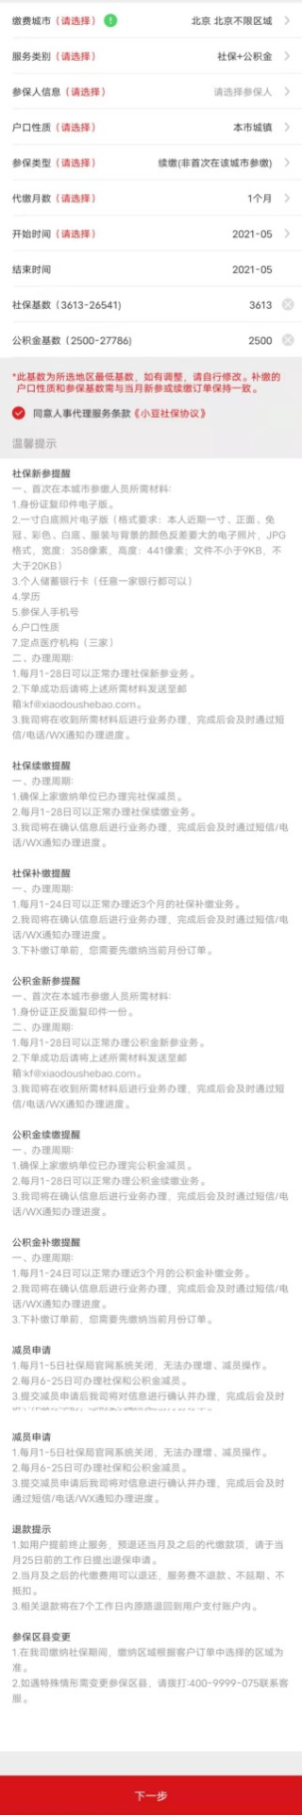 缴费城市（请选择） 北京 北京不限区域
服务类别（请选择） 社保+公积金
参保人信息（请选择） 请选择参保人
户口性质（请选择） 本市城镇
参保类型（请选择） 续缴(非首次在该城市参缴)
代缴月数（请选择） 1个月
开始时间（请选择） 2021-05
结束时间 2021-05
社保基数（3613-26541） 3613
公积金基数（2500-27786） 2500
*此基数为所选地区最低基数，如有调整，请自行修改。补缴的
户口性质和参保基数需与当月新参或续缴订单保持一致。
同意人事代理服务条款《小豆社保协议》
温馨提示
社保新参提醒
一、首次在本城市参缴人员所需材料:
1.身份证复印件电子版。
2.一寸白底照片电子版（格式要求：本人近期一寸、正面、免
冠、彩色、白底、服装与背景的颜色反差要大的电子照片，JPG
格式，宽度：358像素，高度：441像素；文件不小于9KB，不
大于20KB）
3.个人储蓄银行卡（任意一家银行都可以）
4.学历
5.参保人手机号
6.户口性质
7.定点医疗机构（三家）
二、办理周期:
1.每月1-28日可以正常办理社保新参业务。
2.下单成功后请将上述所需材料发送至邮
箱:kf@xiaodoushebao.com。
3.我司将在收到所需材料后进行业务办理，完成后会及时通过短
信/电话/WX通知办理进度。
社保续缴提醒
一、办理周期:
1.确保上家缴纳单位已办理完社保减员。
2.每月1-28日可以正常办理社保续缴业务。
3.我司将在确认信息后进行业务办理，完成后会及时通过短信/电
话/WX通知办理进度。
社保补缴提醒
一、办理周期:
1.每月1-24日可以正常办理近3个月的社保补缴业务。
2.我司将在确认信息后进行业务办理，完成后会及时通过短信/电
话/WX通知办理进度。
3.下补缴订单前，您需要先缴纳当前月份订单。
公积金新参提醒
一、首次在本城市参缴人员所需材料:
1.身份证正反面复印件一份。
二、办理周期:
1.每月1-28日可以正常办理公积金新参业务。
2.下单成功后请将上述所需材料发送至邮
箱:kf@xiaodoushebao.com。
3.我司将在收到所需材料后进行业务办理，完成后会及时通过短
信/电话/WX通知办理进度。
公积金续缴提醒
一、办理周期:
1.确保上家缴纳单位已办理完公积金减员。
2.每月1-28日可以正常办理公积金续缴业务。
3.我司将在确认信息后进行业务办理，完成后会及时通过短信/电
话/WX通知办理进度。
公积金补缴提醒
一、办理周期:
1.每月1-24日可以正常办理近3个月的公积金补缴业务。
2.我司将在确认信息后进行业务办理，完成后会及时通过短信/电
话/WX通知办理进度。
3.下补缴订单前，您需要先缴纳当前月份订单。
减员申请
1.每月1-5日社保局官网系统关闭，无法办理增、减员操作。
2.每月6-25日可办理社保和公积金减员。
3.提交减员申请后我司将对信息进行确认并办理，完成后会及时
减员申请
1.每月1-5日社保局官网系统关闭，无法办理增、减员操作。
2.每月6-25日可办理社保和公积金减员。
3.提交减员申请后我司将对信息进行确认并办理，完成后会及时
通过短信/电话/WX通知办理进度。
退款提示
1.如用户提前终止服务，预退还当月及之后的代缴款项，请于当
月25日前的工作日提出退保申请。
2.当月及之后的代缴费用可以退还，服务费不退款、不延期、不
抵扣。
3.相关退款将在7个工作日内原路退回到用户支付账户内。
参保区县变更
1.在我司缴纳社保期间，缴纳区域根据客户订单中选择的区域为
准。
2.如遇特殊情形需变更参保区县，请拨打:400-9999-075联系客
服。
下一步